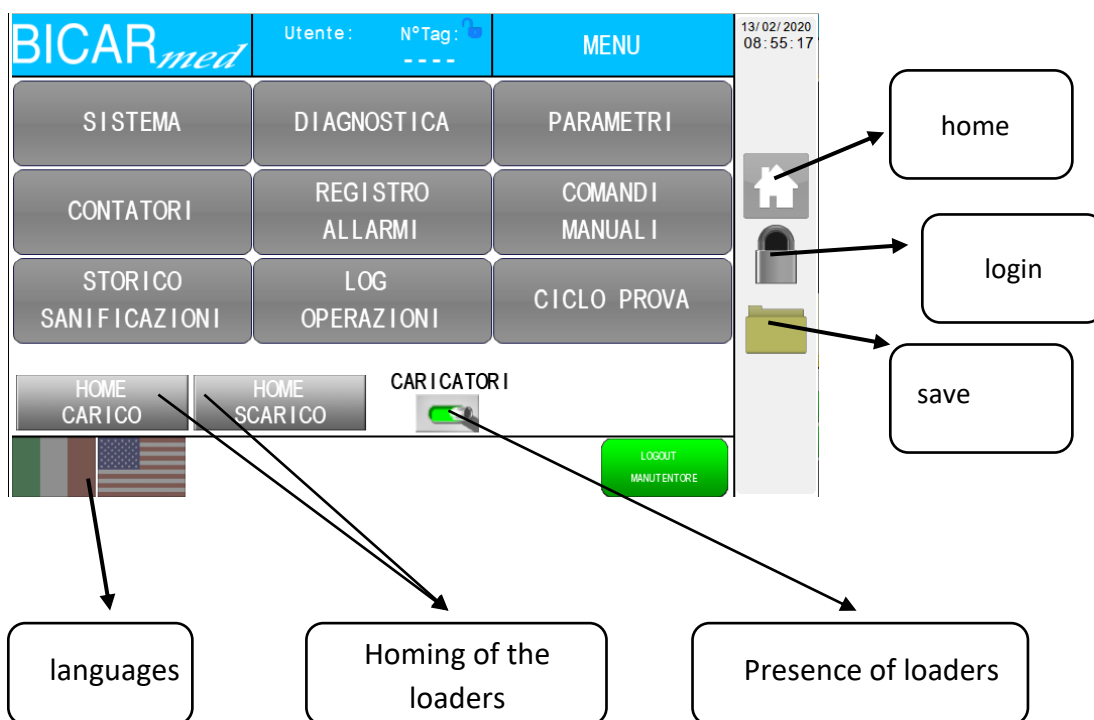 BICARmed
Utente: N°Tag:
----
MENU
13/02/2020
08:55:17
SISTEMA
DIAGNOSTICA
PARAMETRI
CONTATORI
REGISTRO
ALLARMI
COMANDI
MANUALI
STORICO
SANIFICAZIONI
LOG
OPERAZIONI
CICLO PROVA
HOME
CARICO
HOME
SCARICO
CARICATORI
LOGOUT
MANUTENTORE
home
login
save
languages
Homing of the
loaders
Presence of loaders